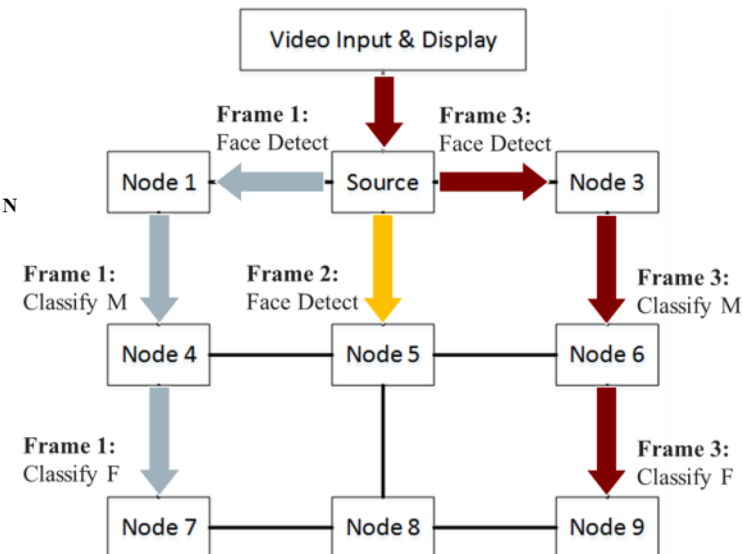 Video Input & Display
Frame 1:
Face Detect
Frame 3:
Face Detect
Node 1
Source
Node 3
N
Frame 1:
Classify M
Frame 2:
Face Detect
Frame 3:
Classify M
Node 4
Node 5
Node 6
Frame 1:
Classify F
Frame 3:
Classify F
Node 7
Node 8
Node 9